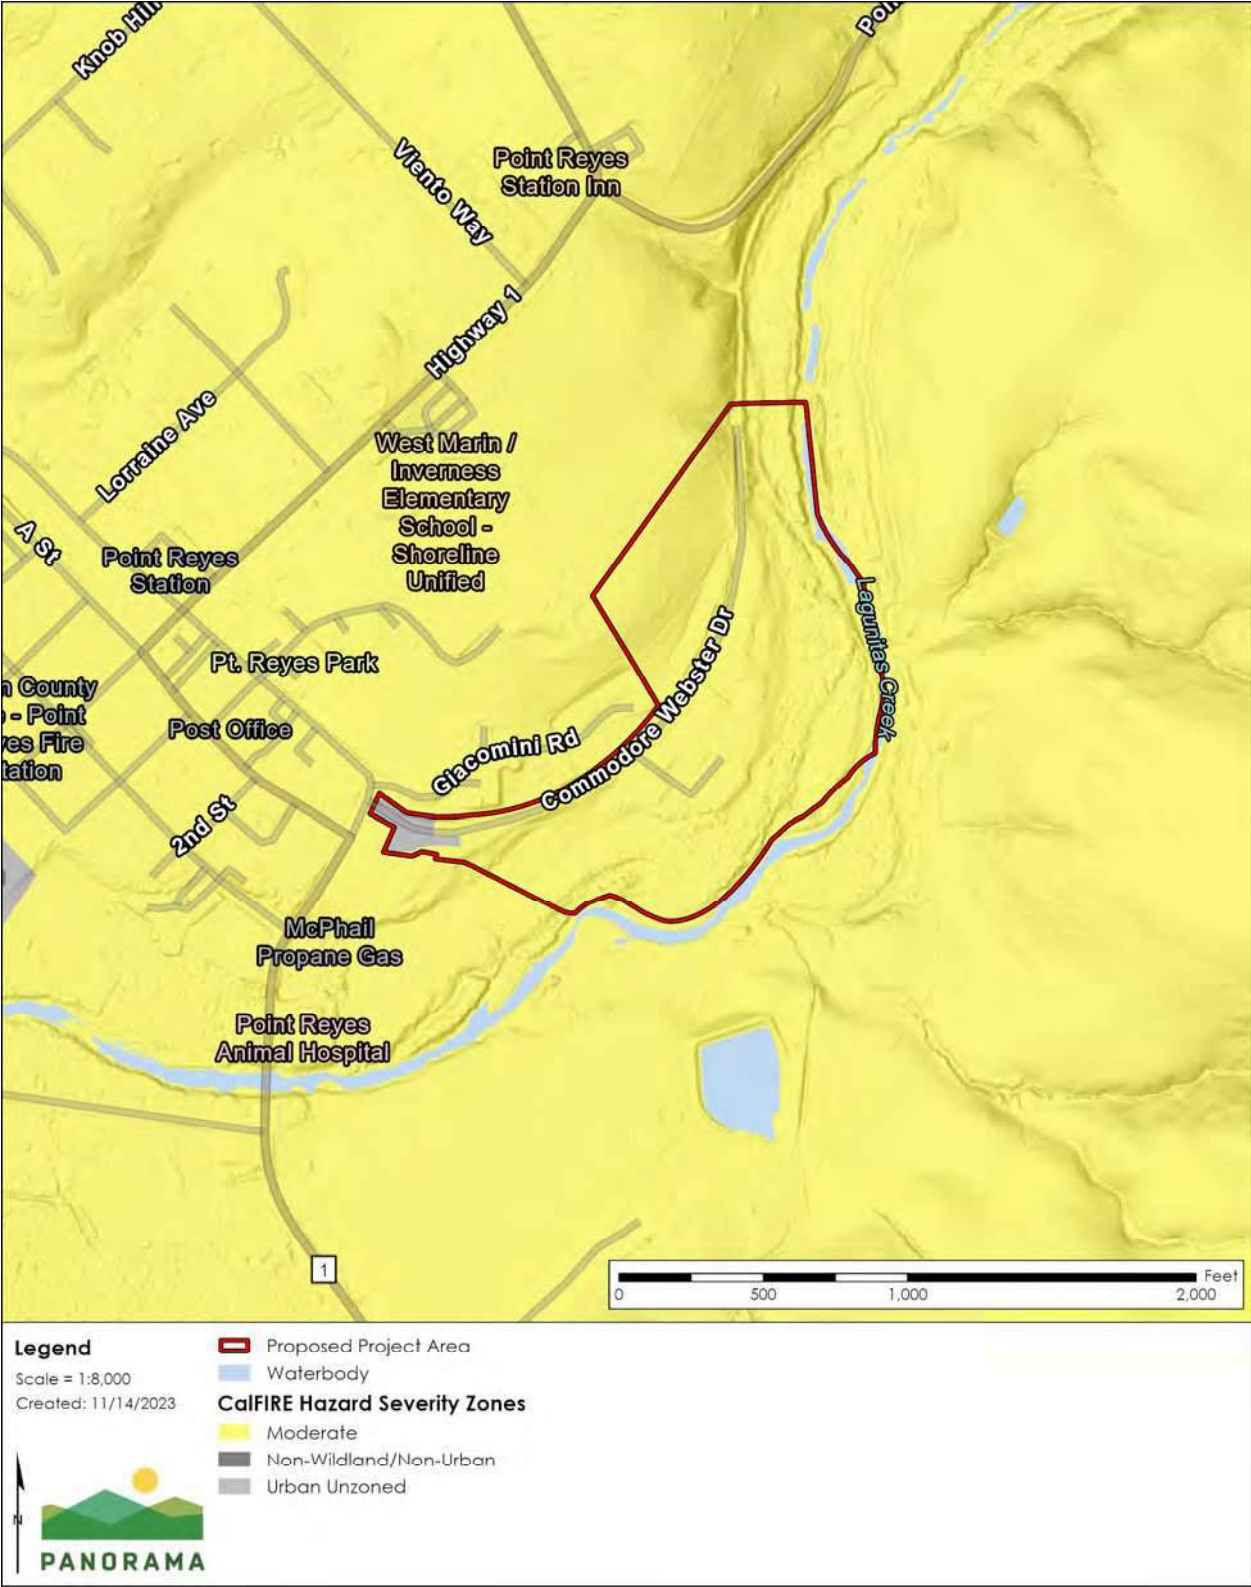 Knob Hill
Viento Way
Point Reyes
Station Inn
Highway 1
Lorraine Ave
West Marin /
Inverness
Elementary
School -
Shoreline
Unified
A St
Point Reyes
Station
Pt. Reyes Park
County
- Point
Fire
Post Office
Giacomini Rd
Commodore Webster Dr
Lagunitas Creek
2nd St
McPhail
Propane Gas
Point Reyes
Animal Hospital
1
Feet
0 500 1,000 2,000
Legend
Scale = 1:8,000
Created: 11/14/2023
Proposed Project Area
Waterbody
CalFIRE Hazard Severity Zones
Moderate
Non-Wildland/Non-Urban
Urban Unzoned
N
PANORAMA